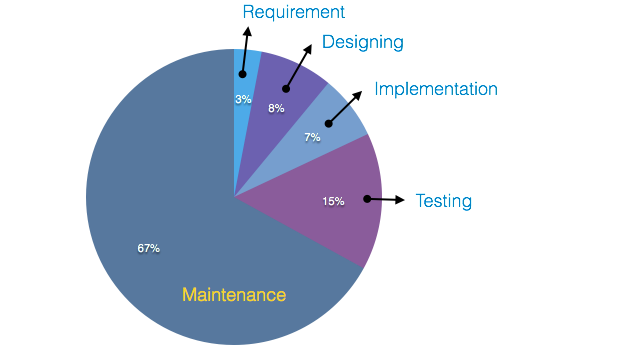 Requirement
Designing
Implementation
3%
8%
7%
15%
Testing
67%
Maintenance